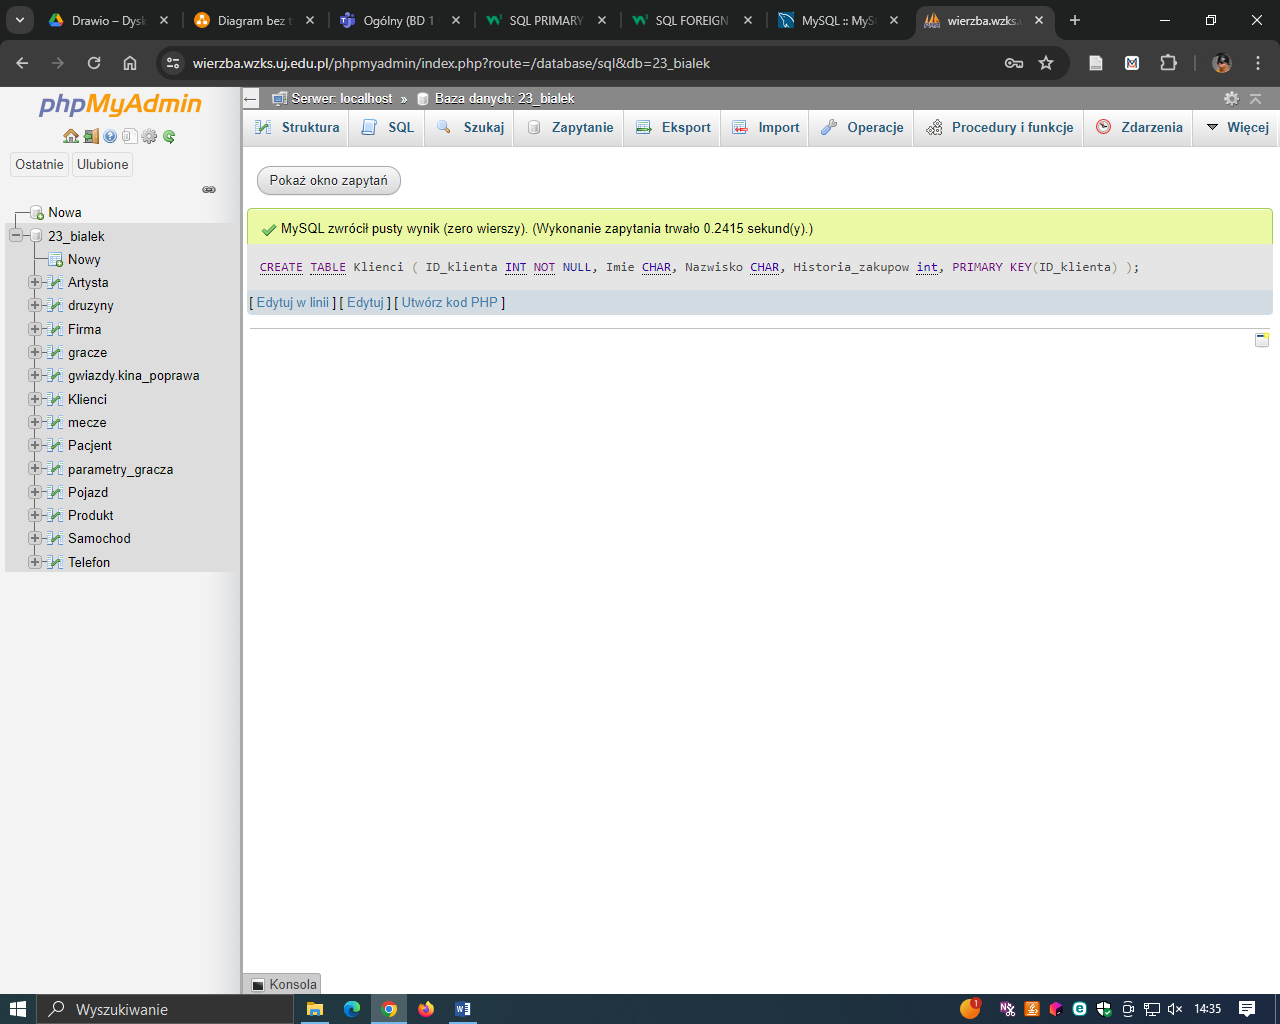 Drawio – Dysk
Diagram bez t
Ogólny (BD 1
SQL PRIMARY
SQL FOREIGN
MySQL :: MyS
wierzba.wzks.u
wierzba.wzks.uj.edu.pl/phpmyadmin/index.php?route=/database/sql&db=23_bialek
phpMyAdmin
Ostatnie Ulubione
Nowa
23_bialek
Nowy
Artysta
druzyny
Firma
gracze
gwiazdy.kina_poprawa
Klienci
mecze
Pacjent
parametry_gracza
Pojazd
Produkt
Samochod
Telefon
Serwer: localhost » Baza danych: 23_bialek
Struktura SQL Szukaj Zapytanie Eksport Import Operacje Procedury i funkcje Zdarzenia Więcej
Pokaż okno zapytań
MySQL zwrócił pusty wynik (zero wierszy). (Wykonanie zapytania trwało 0.2415 sekund(y).)
CREATE TABLE Klienci ( ID_klienta INT NOT NULL, Imie CHAR, Nazwisko CHAR, Historia_zakupow int, PRIMARY KEY(ID_klienta) );
[ Edytuj w linii ] [ Edytuj ] [ Utwórz kod PHP ]
Konsola
Wyszukiwanie
1
14:35